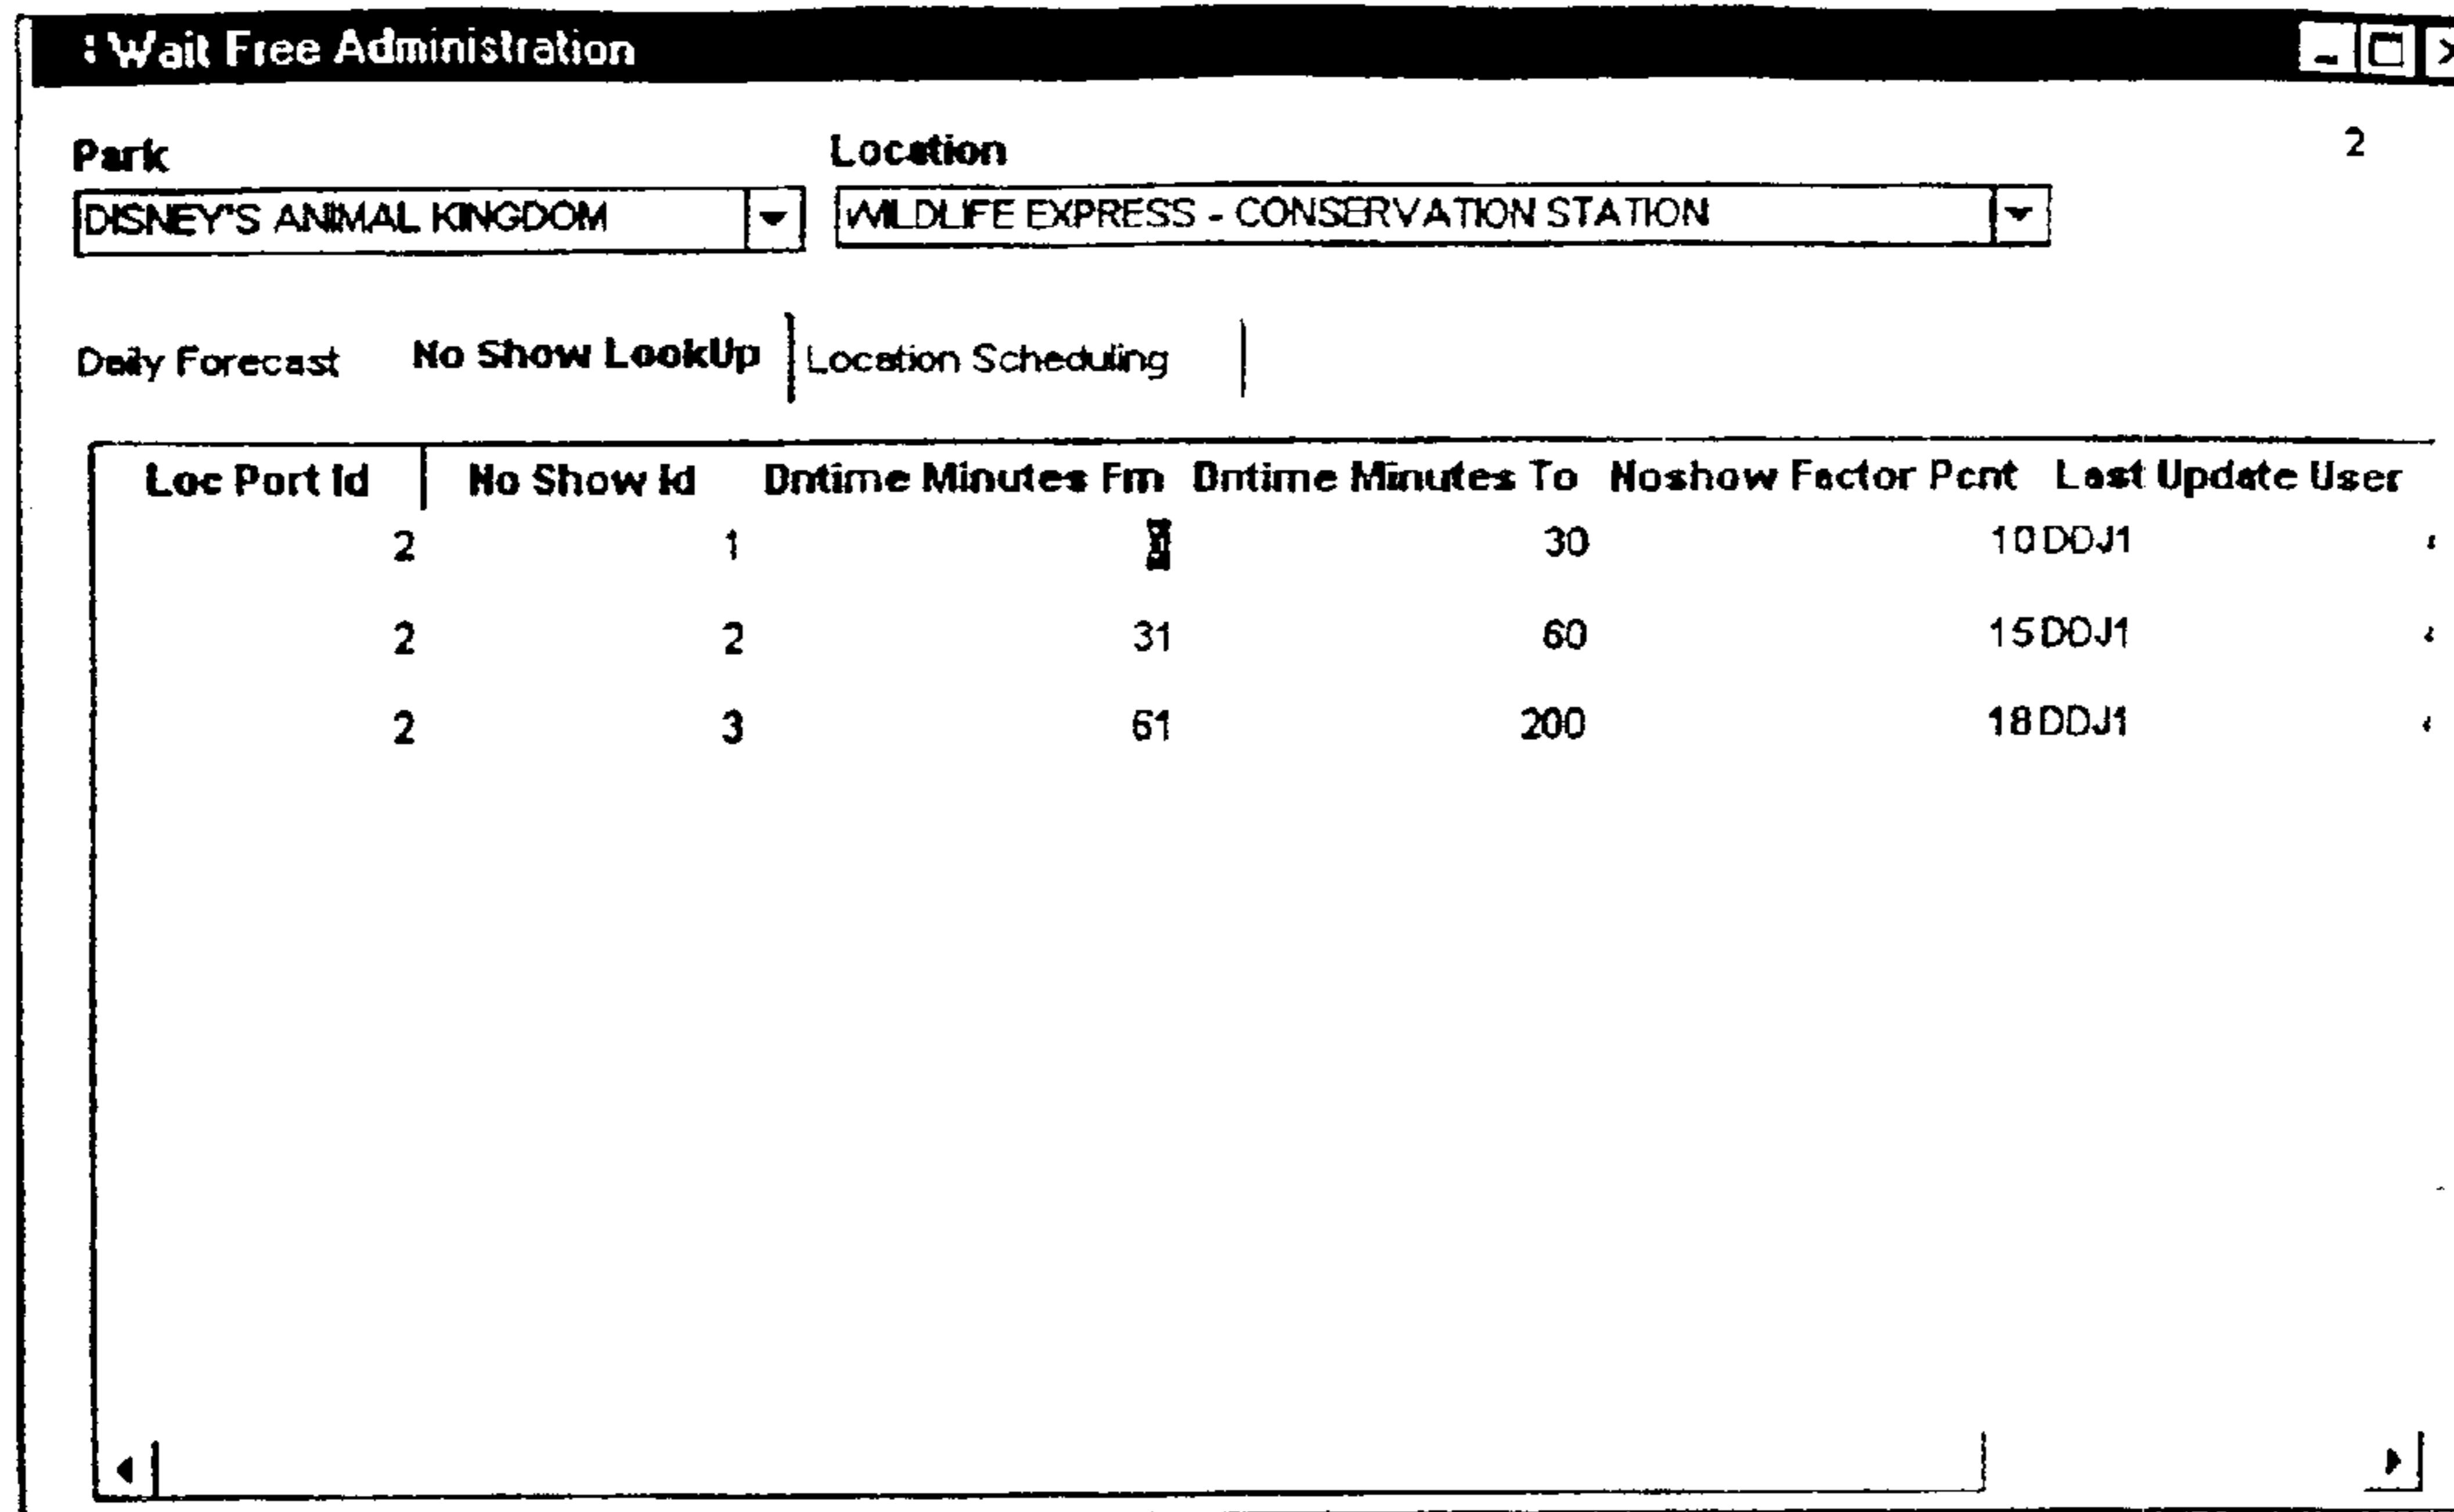 Wait Free Administration
Park Location 2
DISNEY'S ANIMAL KINGDOM WILDLIFE EXPRESS - CONSERVATION STATION
Daily Forecast No Show LookUp Location Scheduling
Loc Port Id No Show Id Dntime Minutes Fm Dntime Minutes To Noshow Factor Pcnt Last Update User
2 1 30 10 DDJ1
2 2 31 60 15 DDJ1
2 3 61 200 18 DDJ1